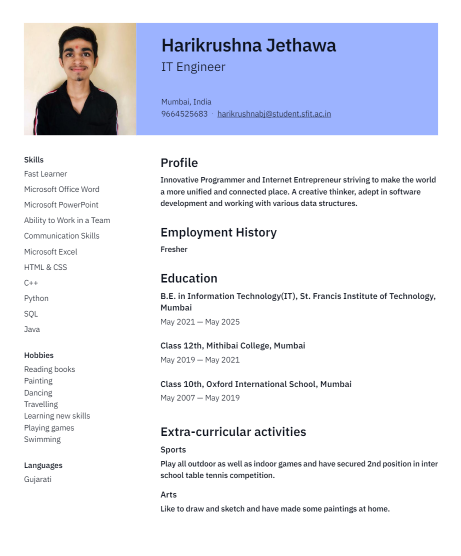 Harikrushna Jethawa
IT Engineer
Mumbai, India
9664525683 harikrushnabj@student.sfit.ac.in
Skills
Fast Learner
Microsoft Office Word
Microsoft PowerPoint
Ability to Work in a Team
Communication Skills
Microsoft Excel
HTML & CSS
C++
Python
SQL
Java
Hobbies
Reading books
Painting
Dancing
Travelling
Learning new skills
Playing games
Swimming
Languages
Gujarati
Profile
Innovative Programmer and Internet Entrepreneur striving to make the world
a more unified and connected place. A creative thinker, adept in software
development and working with various data structures.
Employment History
Fresher
Education
B.E. in Information Technology(IT), St. Francis Institute of Technology,
Mumbai
May 2021 — May 2025
Class 12th, Mithibai College, Mumbai
May 2019 — May 2021
Class 10th, Oxford International School, Mumbai
May 2007 — May 2019
Extra-curricular activities
Sports
Play all outdoor as well as indoor games and have secured 2nd position in inter
school table tennis competition.
Arts
Like to draw and sketch and have made some paintings at home.